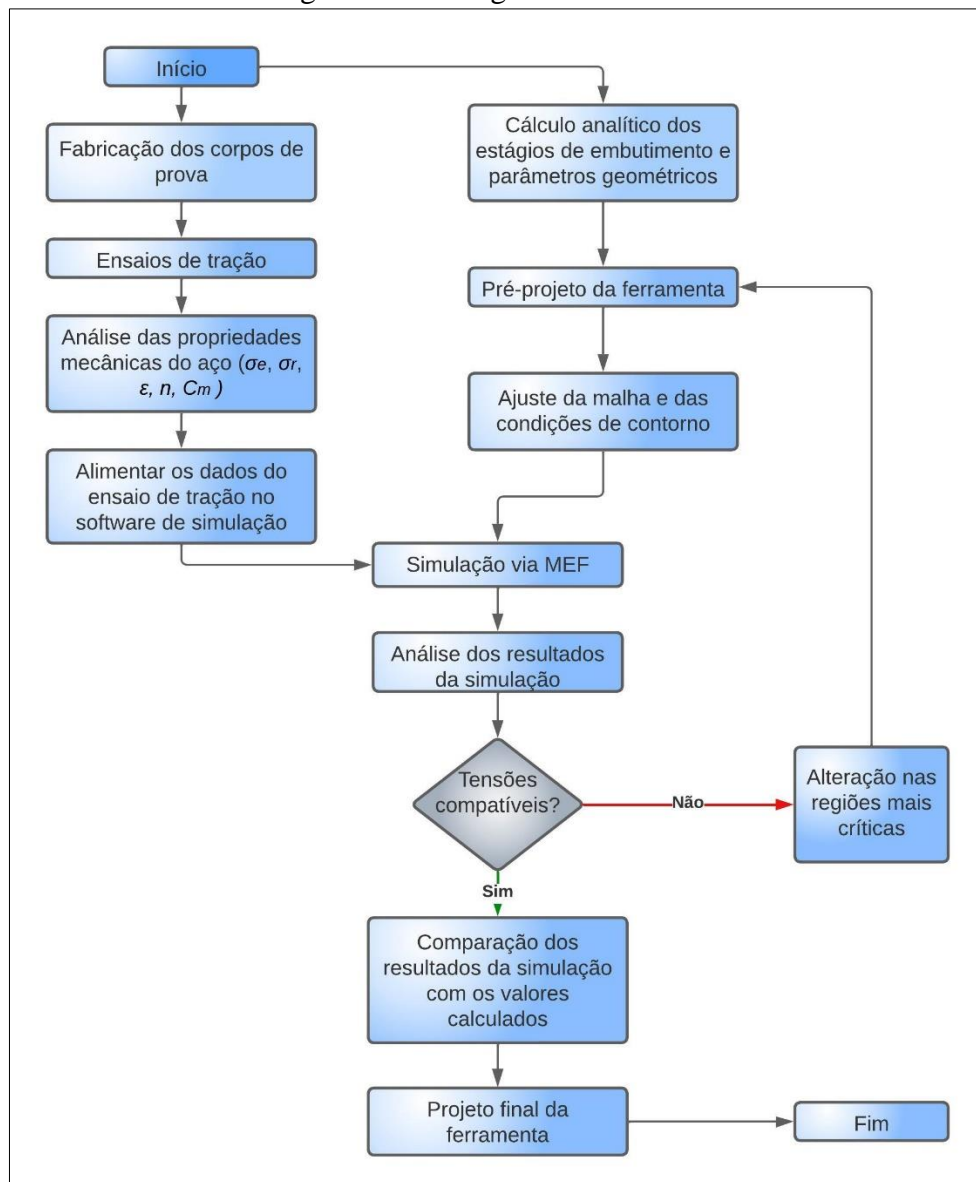 Início
Fabricação dos corpos de
prova
Ensaios de tração
Análise das propriedades
mecânicas do aço (σe, σr,
ε, n, Cm )
Alimentar os dados do
ensaio de tração no
software de simulação
Cálculo analítico dos
estágios de embutimento e
parâmetros geométricos
Pré-projeto da ferramenta
Ajuste da malha e das
condições de contorno
Simulação via MEF
Análise dos resultados
da simulação
Tensões
compatíveis?
Não
Alteração nas
regiões mais
críticas
Sim
Comparação dos
resultados da simulação
com os valores
calculados
Projeto final da
ferramenta
Fim